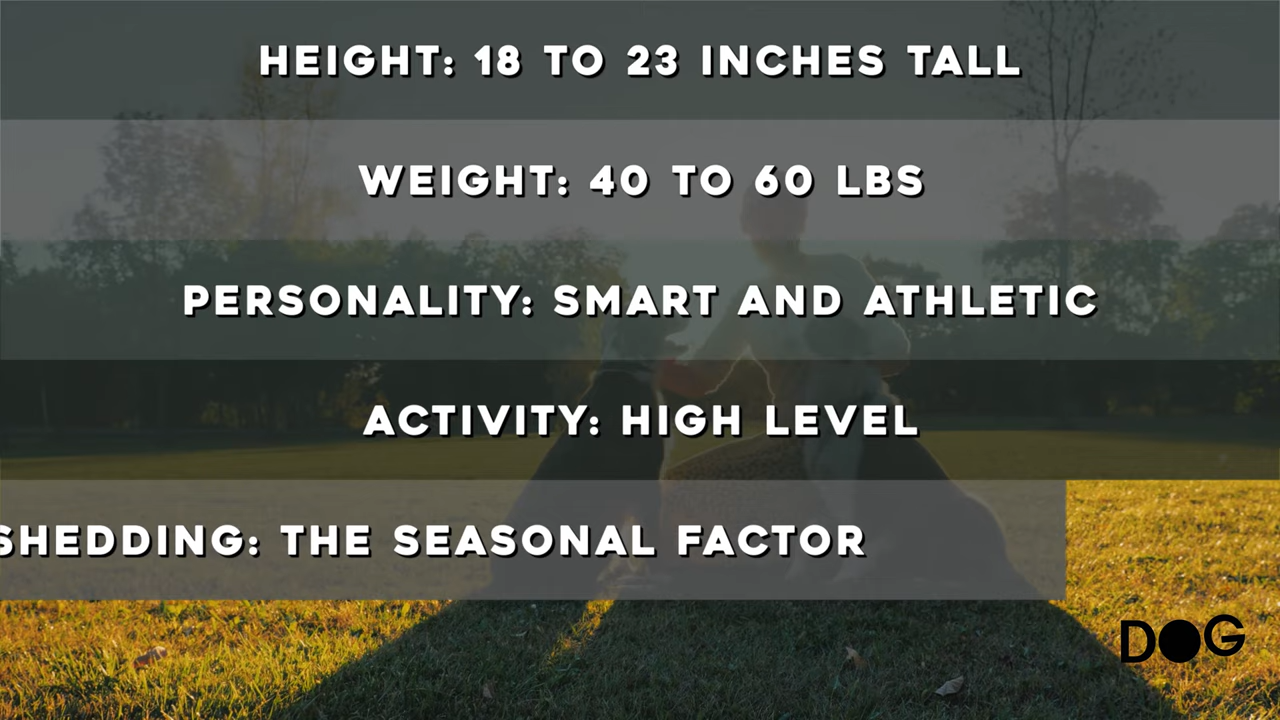 HEIGHT: 18 TO 23 INCHES TALL
WEIGHT: 40 TO 60 LBS
PERSONALITY: SMART AND ATHLETIC
ACTIVITY: HIGH LEVEL
SHEDDING: THE SEASONAL FACTOR
DOG